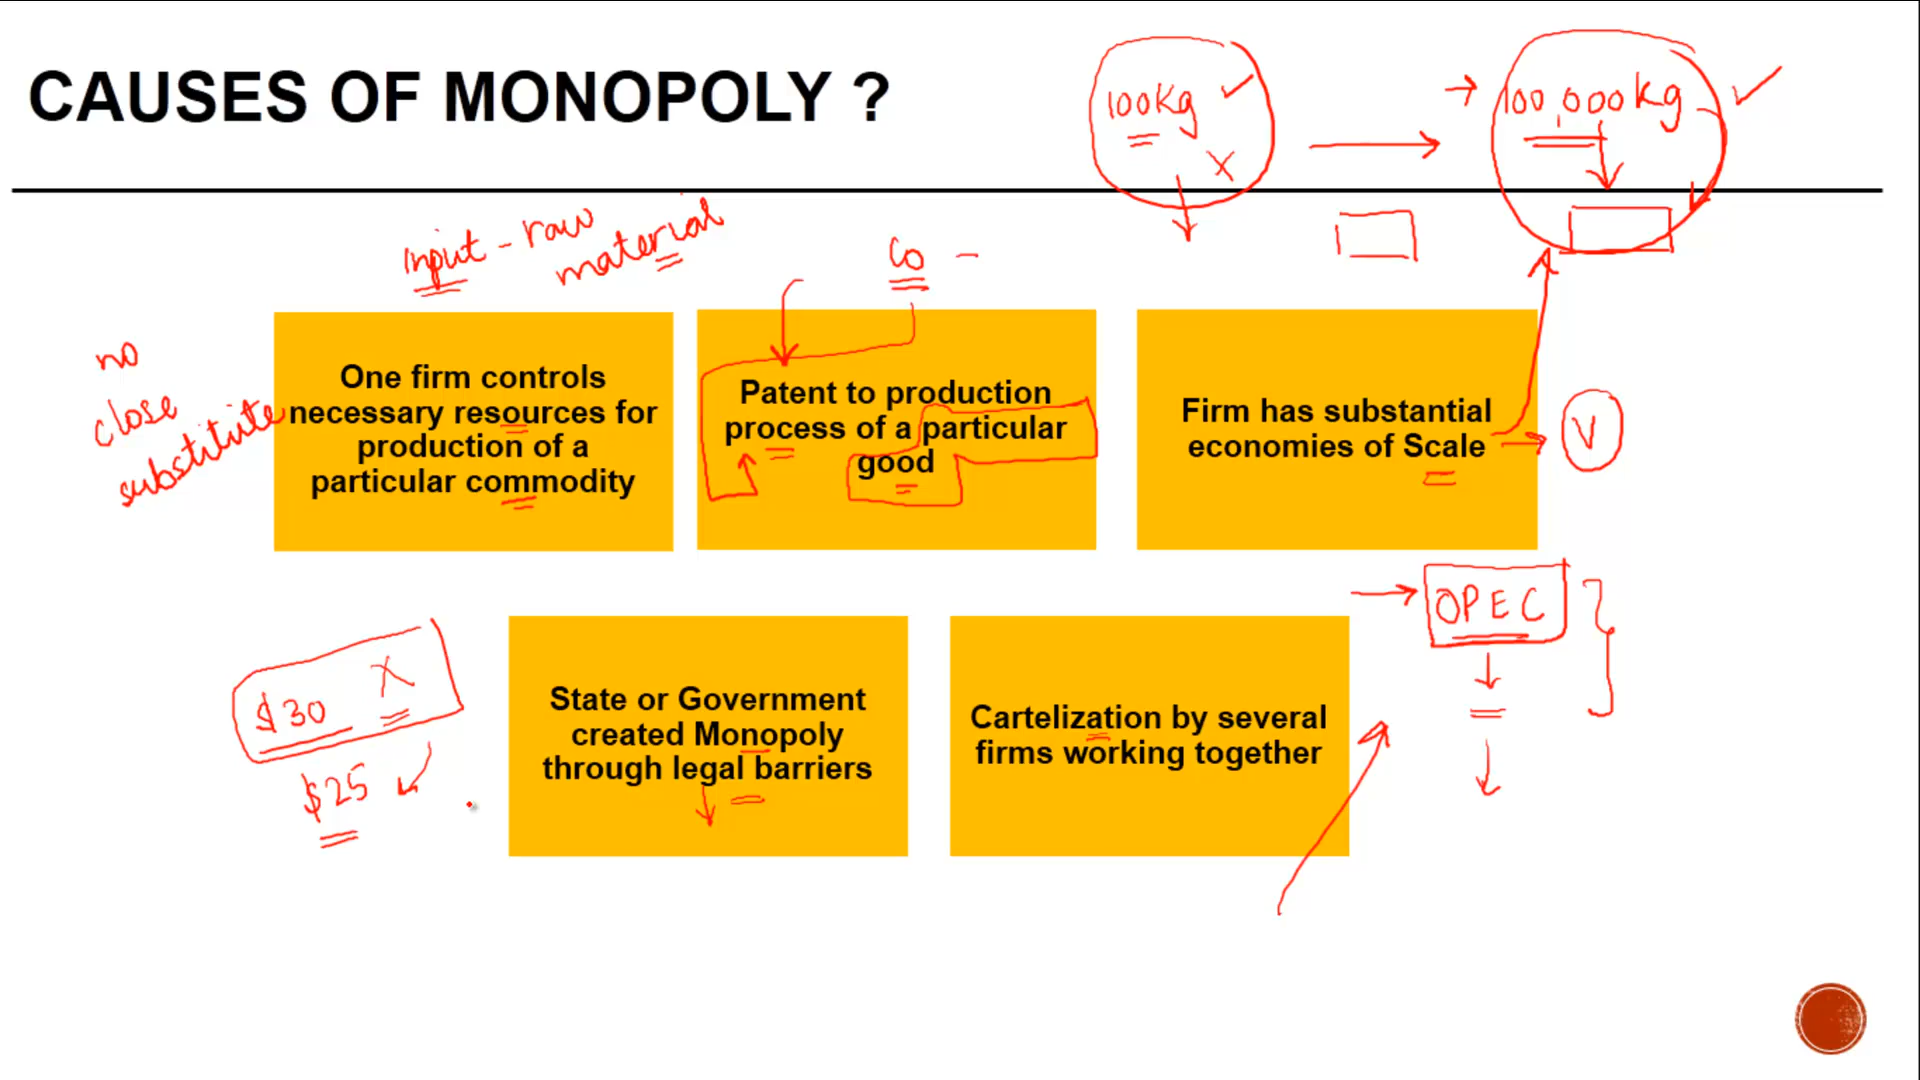 CAUSES OF MONOPOLY ?
100Kg
100,000Kg
input - raw
material
Co -
no
close
substitute
One firm controls
necessary resources for
production of a
particular commodity
Patent to production
process of a particular
good
Firm has substantial
economies of Scale
V
$30 X
$25
State or Government
created Monopoly
through legal barriers
Cartelization by several
firms working together
OPEC